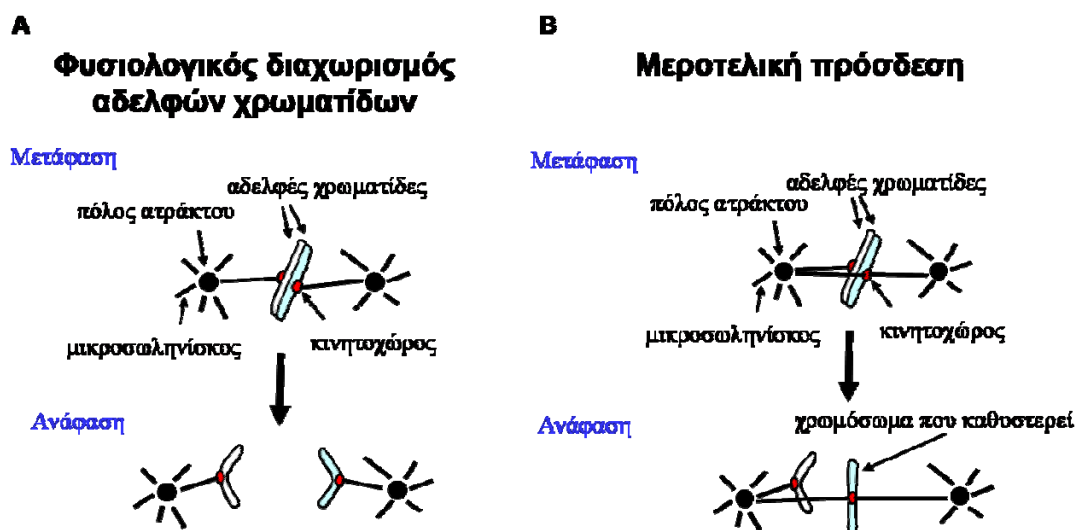 A
Φυσιολογικός διαχωρισμός
αδελφών χρωματίδων
Μετάφαση
αδελφές χρωματίδες
πόλος ατράκτου
μικροσωληνίσκος
κινητοχώρος
Ανάφαση
B
Μεροτελική πρόσδεση
Μετάφαση
αδελφές χρωματίδες
πόλος ατράκτου
μικροσωληνίσκος
κινητοχώρος
Ανάφαση
χρωμόσωμα που καθυστερεί